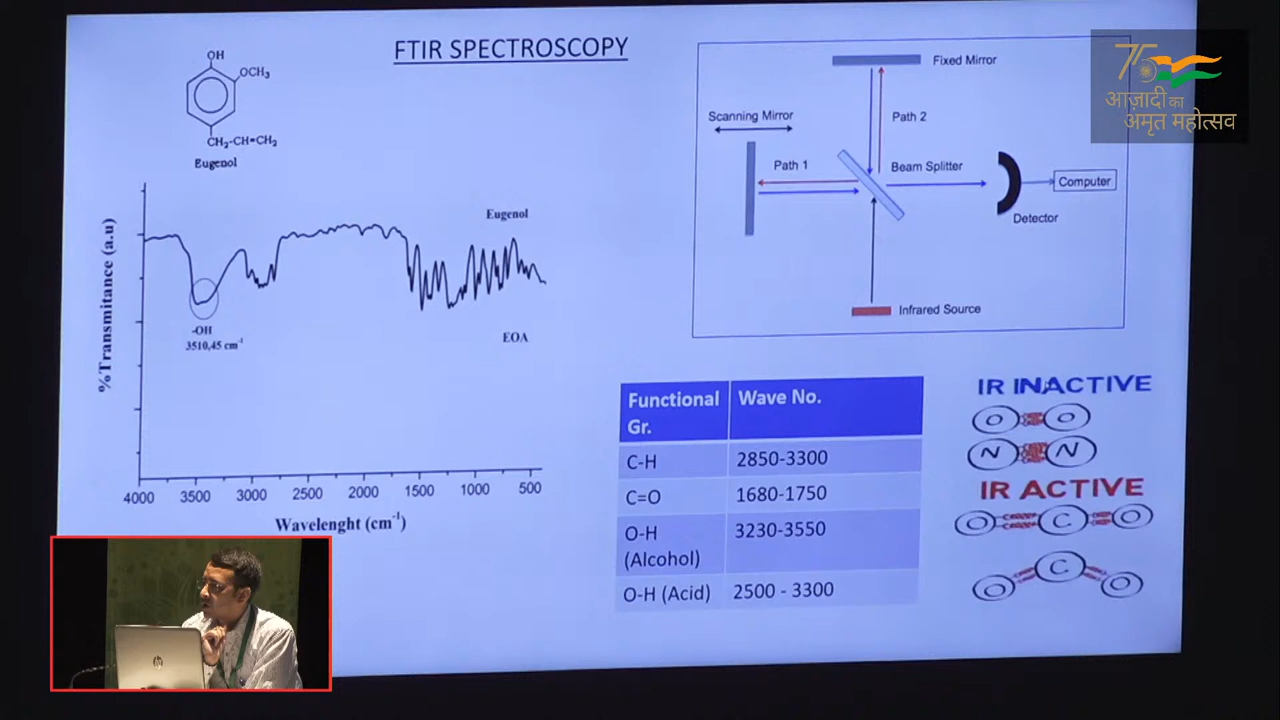 FTIR SPECTROSCOPY
75
आज़ादी का
अमृत महोत्सव
OH
OCH₃
CH₂-CH=CH₂
Eugenol
%Transmitance (a.u)
Eugenol
-OH
3510,45 cm⁻¹
EOA
4000 3500 3000 2500 2000 1500 1000 500
Wavelenght (cm⁻¹)
Fixed Mirror
Scanning Mirror
Path 2
Path 1
Beam Splitter
Computer
Detector
Infrared Source
Functional Gr. Wave No.
C-H 2850-3300
C=O 1680-1750
O-H (Alcohol) 3230-3550
O-H (Acid) 2500 - 3300
IR INACTIVE
O O
N N
IR ACTIVE
O C O
C
O O
hp